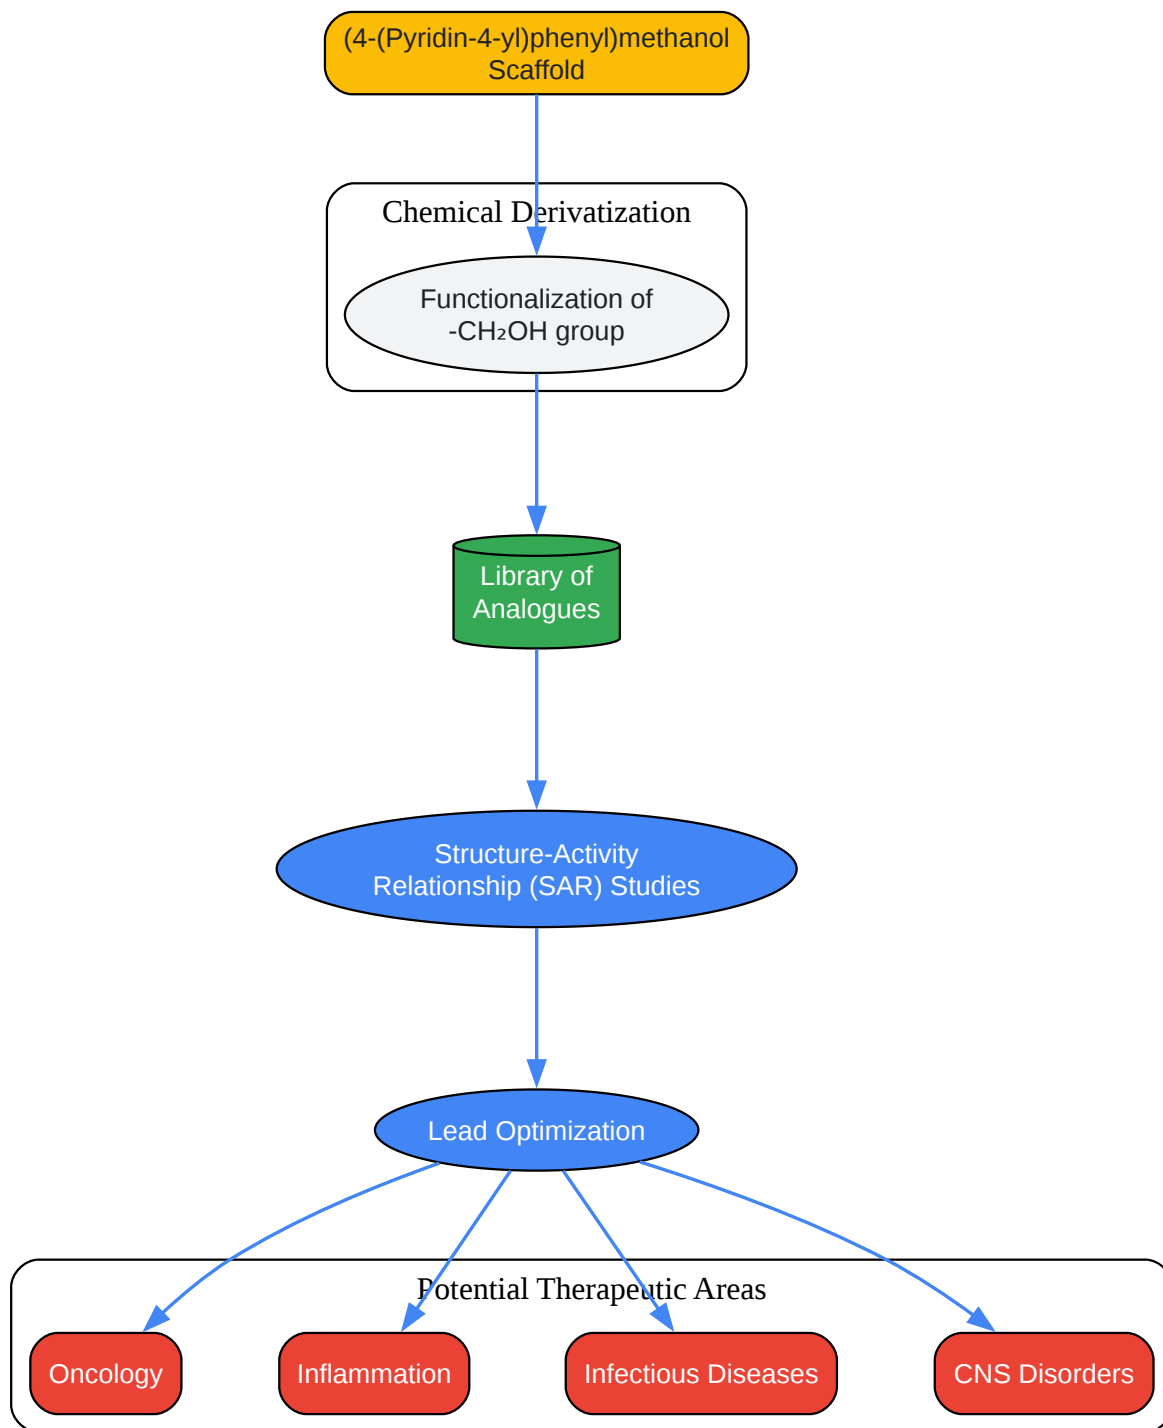 (4-(Pyridin-4-yl)phenyl)methanol
Scaffold
Chemical Derivatization
Functionalization of
-CH₂OH group
Library of
Analogues
Structure-Activity
Relationship (SAR) Studies
Lead Optimization
Potential Therapeutic Areas
Oncology
Inflammation
Infectious Diseases
CNS Disorders